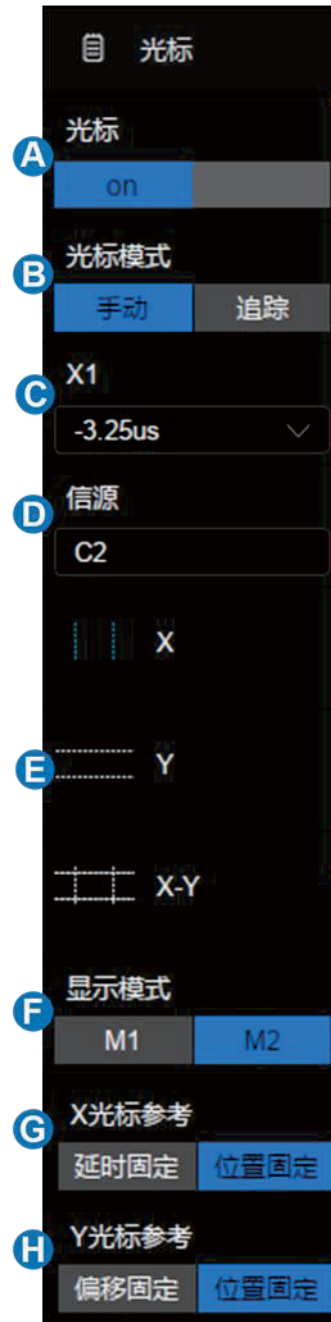 光标
光标
A
on
光标模式
B
手动 追踪
X1
C
-3.25us
信源
D
C2
X
E
Y
X-Y
显示模式
F
M1 M2
X光标参考
G
延时固定 位置固定
Y光标参考
H
偏移固定 位置固定